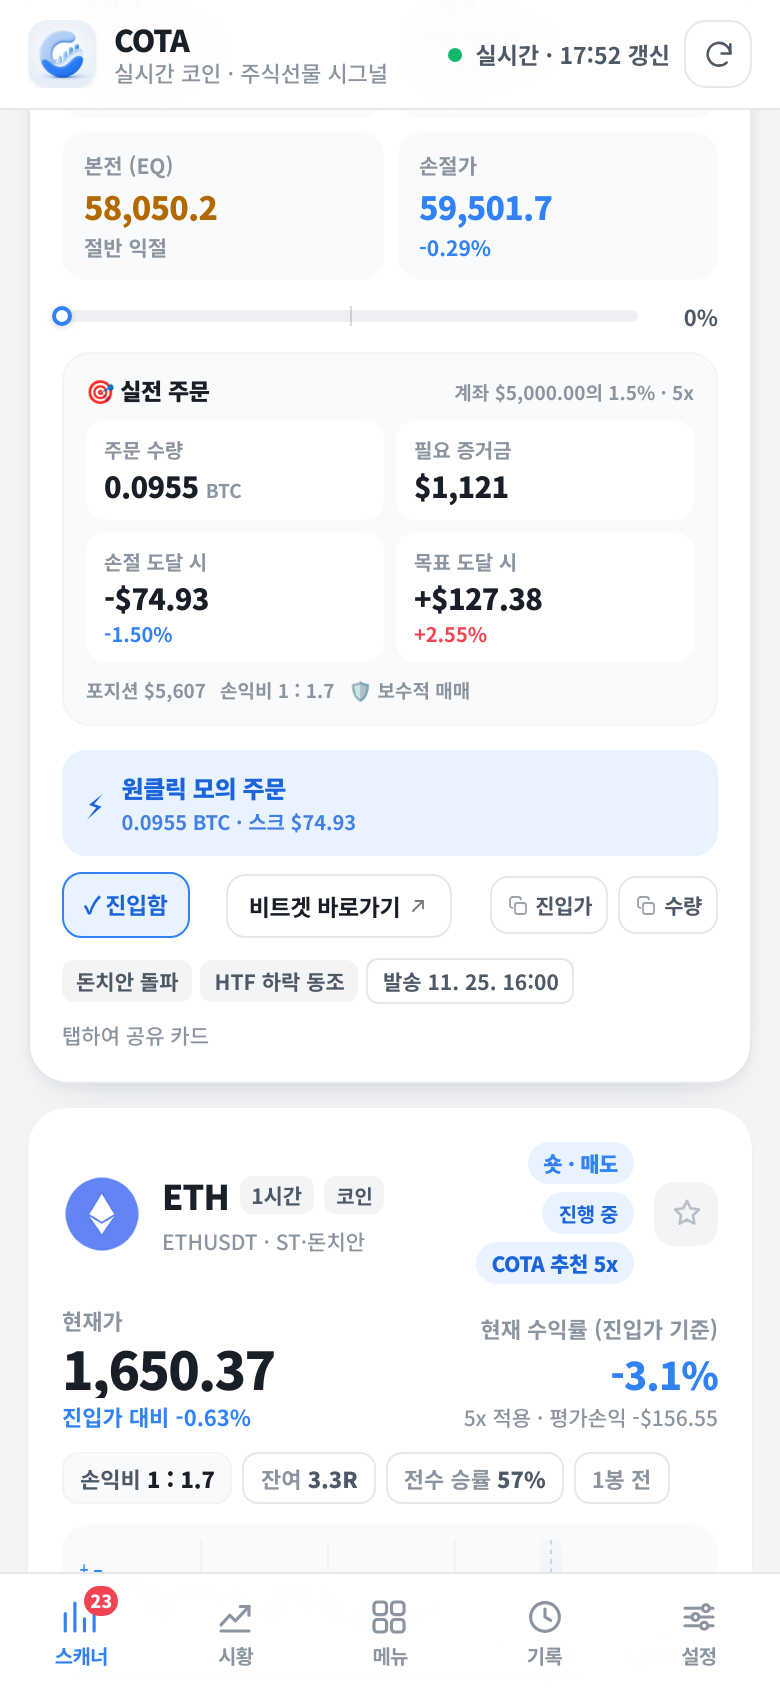 COTA
실시간 코인 · 주식선물 시그널
실시간 · 17:52 갱신
본전 (EQ)
58,050.2
절반 익절
손절가
59,501.7
-0.29%
0%
🎯 실전 주문
계좌 $5,000.00의 1.5% · 5x
주문 수량
0.0955 BTC
필요 증거금
$1,121
손절 도달 시
-$74.93
-1.50%
목표 도달 시
+$127.38
+2.55%
포지션 $5,607 손익비 1 : 1.7 🛡️ 보수적 매매
⚡ 원클릭 모의 주문
0.0955 BTC · 스크 $74.93
✓ 진입함
비트겟 바로가기 ↗
진입가
수량
돈치안 돌파
HTF 하락 동조
발송 11. 25. 16:00
탭하여 공유 카드
ETH 1시간 코인
ETHUSDT · ST·돈치안
숏 · 매도
진행 중
COTA 추천 5x
현재가
1,650.37
진입가 대비 -0.63%
현재 수익률 (진입가 기준)
-3.1%
5x 적용 · 평가손익 -$156.55
손익비 1 : 1.7
잔여 3.3R
전수 승률 57%
1봉 전
23
스캐너
시황
메뉴
기록
설정